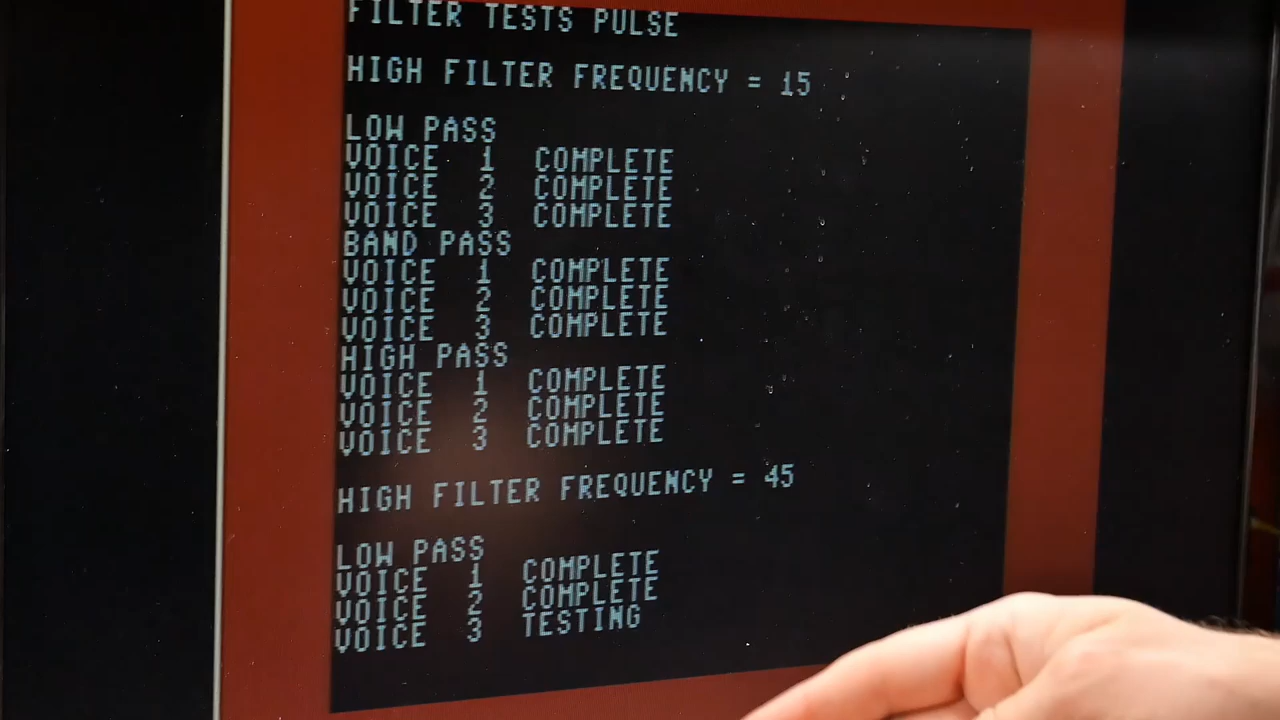 FILTER TESTS PULSE
HIGH FILTER FREQUENCY = 15
LOW PASS
VOICE 1 COMPLETE
VOICE 2 COMPLETE
VOICE 3 COMPLETE
BAND PASS
VOICE 1 COMPLETE
VOICE 2 COMPLETE
VOICE 3 COMPLETE
HIGH PASS
VOICE 1 COMPLETE
VOICE 2 COMPLETE
VOICE 3 COMPLETE
HIGH FILTER FREQUENCY = 45
LOW PASS
VOICE 1 COMPLETE
VOICE 2 COMPLETE
VOICE 3 TESTING